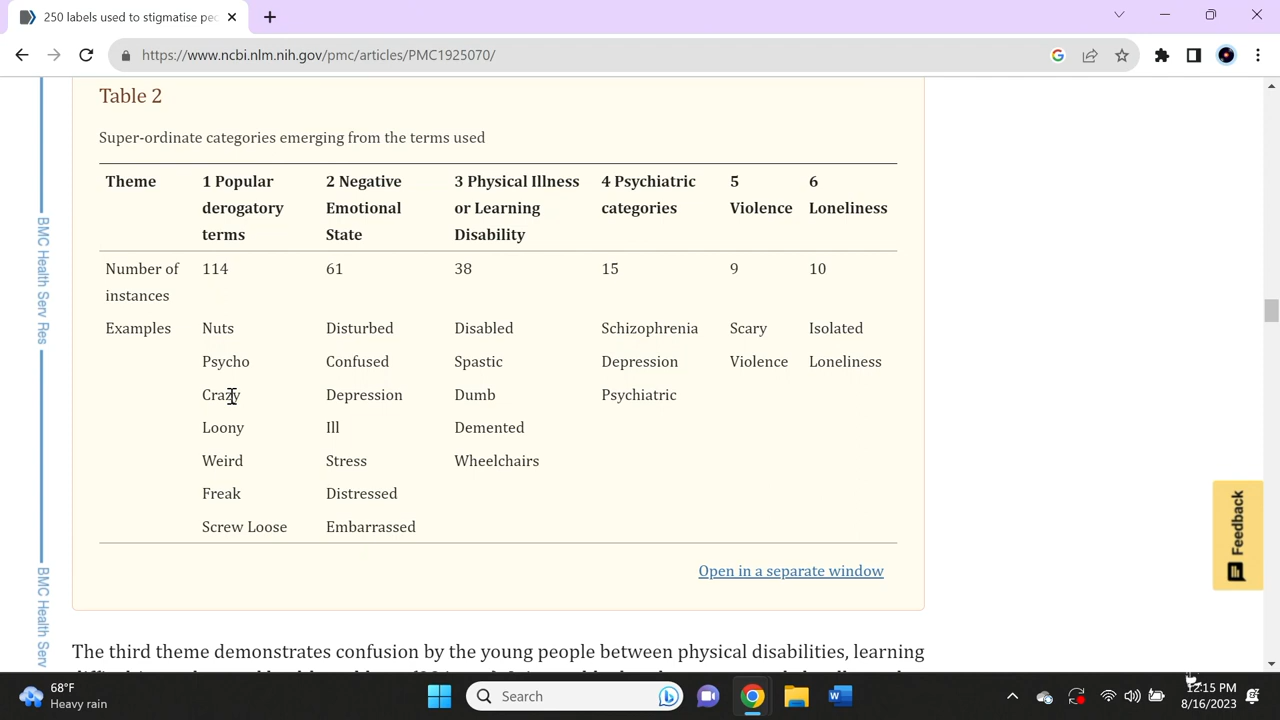 250 labels used to stigmatise pec
https://www.ncbi.nlm.nih.gov/pmc/articles/PMC1925070/
BMC Health Serv Res
BMC Health Serv
Table 2
Super-ordinate categories emerging from the terms used
Theme 1 Popular derogatory terms 2 Negative Emotional State 3 Physical Illness or Learning Disability 4 Psychiatric categories 5 Violence 6 Loneliness
Number of instances 114 61 38 15 9 10
Examples Nuts Disturbed Disabled Schizophrenia Scary Isolated
Psycho Confused Spastic Depression Violence Loneliness
Crazy Depression Dumb Psychiatric
Loony Ill Demented
Weird Stress Wheelchairs
Freak Distressed
Screw Loose Embarrassed
Open in a separate window
The third theme demonstrates confusion by the young people between physical disabilities, learning
Feedback
68°F
Heavy rain
Search
12:15 PM
8/16/2023